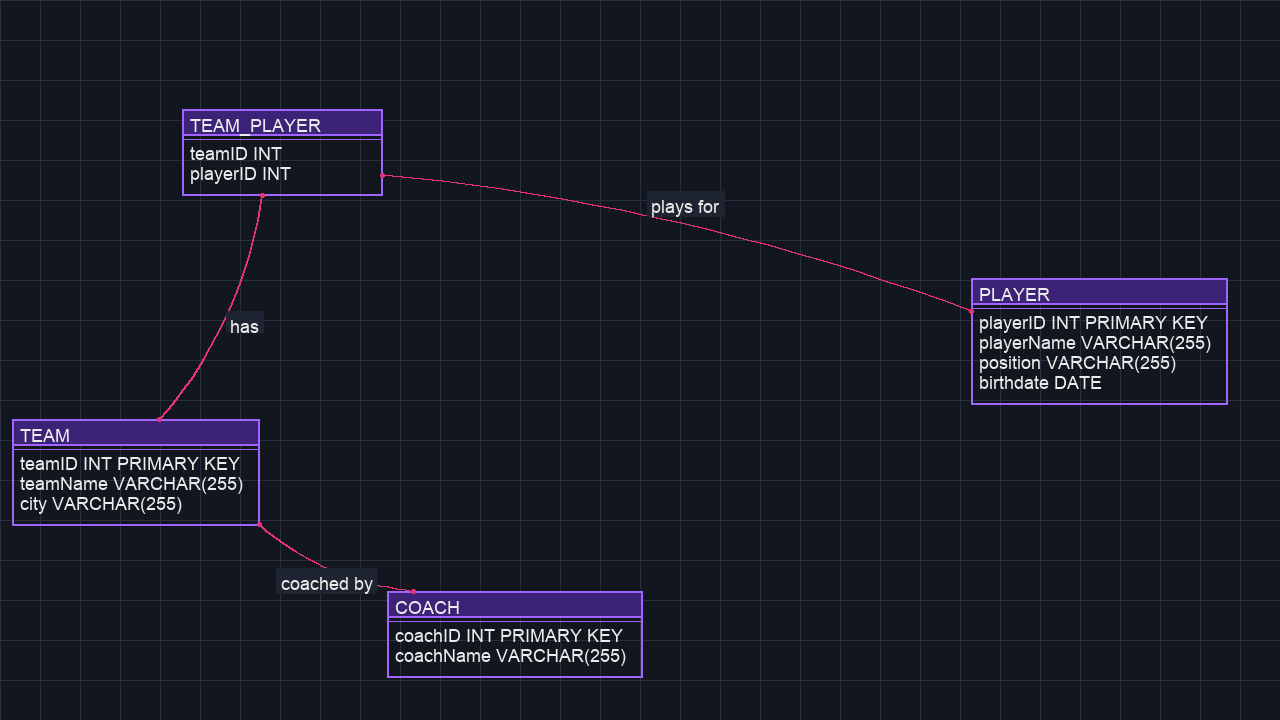 TEAM_PLAYER
teamID INT
playerID INT
plays for
PLAYER
playerID INT PRIMARY KEY
playerName VARCHAR(255)
position VARCHAR(255)
birthdate DATE
has
TEAM
teamID INT PRIMARY KEY
teamName VARCHAR(255)
city VARCHAR(255)
coached by
COACH
coachID INT PRIMARY KEY
coachName VARCHAR(255)